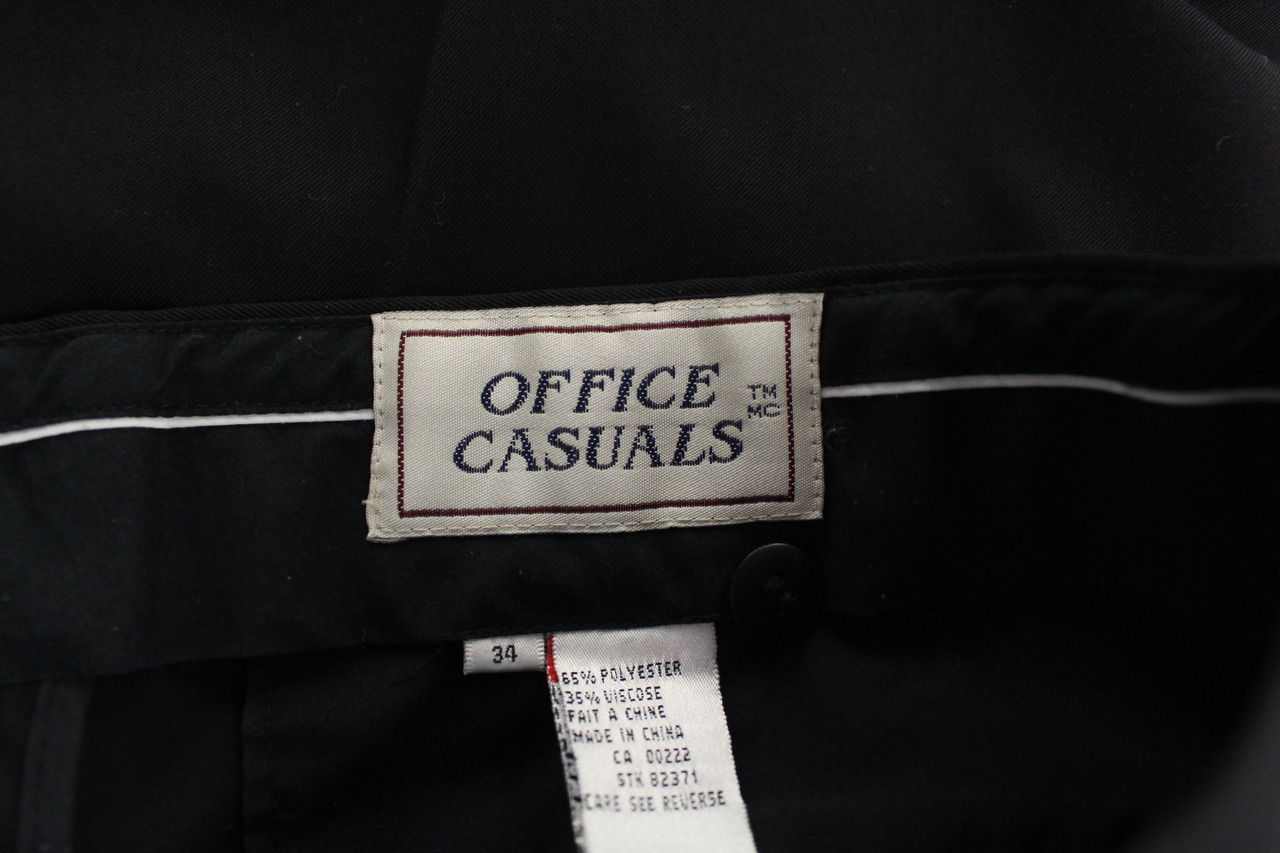 OFFICE
CASUALS
TM
MC
34
65% POLYESTER
35% VISCOSE
FAIT A CHINE
MADE IN CHINA
CA 00222
STK 82371
CARE SEE REVERSE